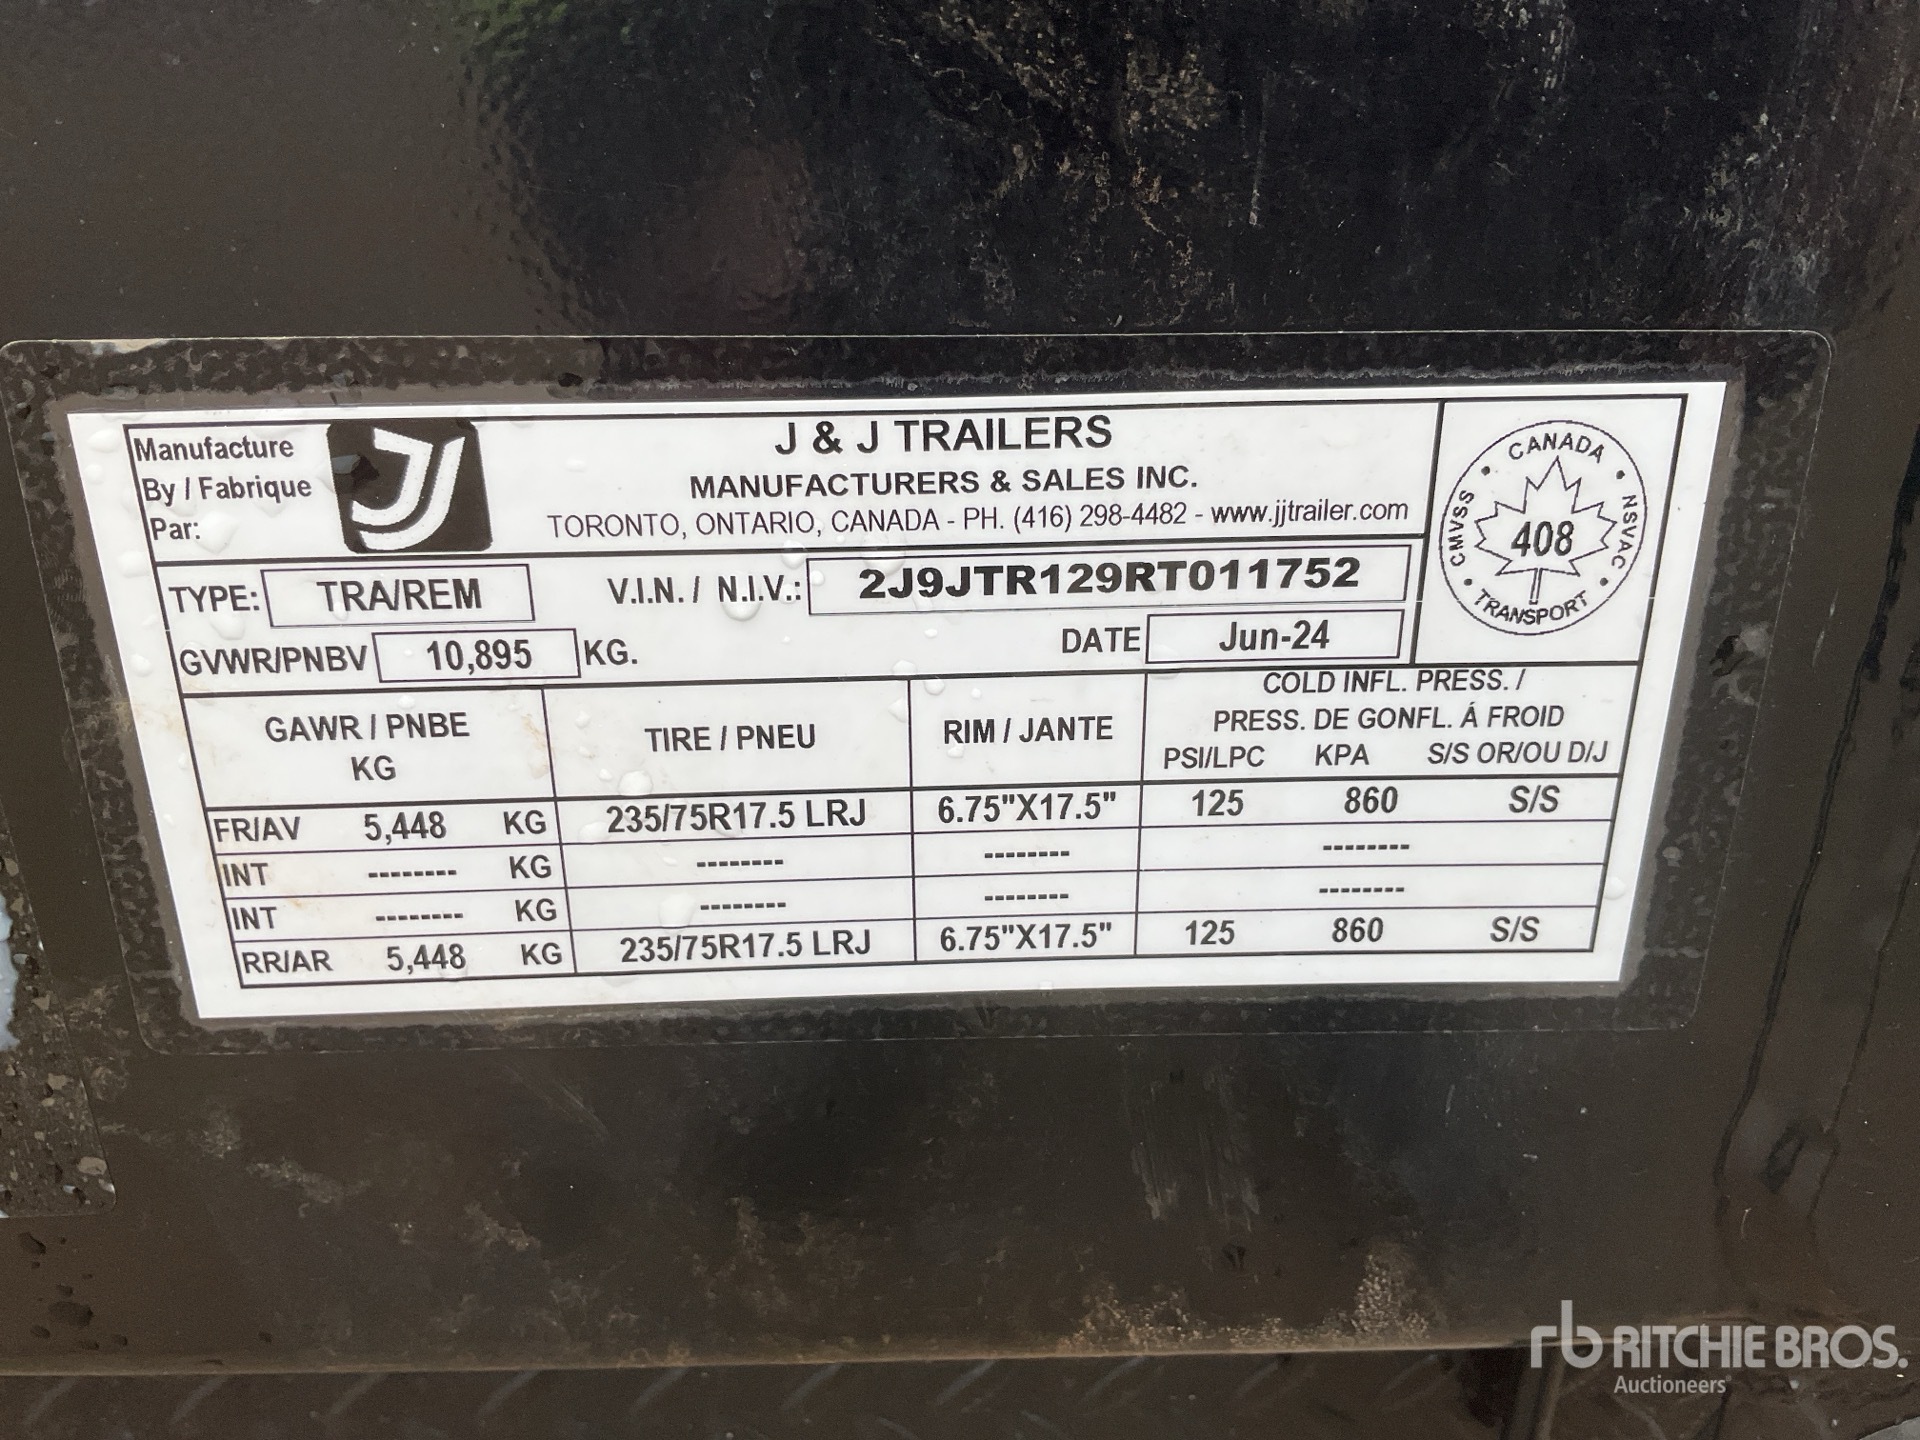 Manufacture
By / Fabrique
Par:
J & J TRAILERS
MANUFACTURERS & SALES INC.
TORONTO, ONTARIO, CANADA - PH. (416) 298-4482 - www.jjtrailer.com
CANADA
CMVSS 408 NSVAC
TRANSPORT
TYPE: TRA/REM V.I.N. / N.I.V.: 2J9JTR129RT011752
GVWR/PNBV 10,895 KG. DATE Jun-24
GAWR / PNBE
KG
TIRE / PNEU
RIM / JANTE
COLD INFL. PRESS. /
PRESS. DE GONFL. Á FROID
PSI/LPC KPA S/S OR/OU D/J
FR/AV 5,448 KG 235/75R17.5 LRJ 6.75"X17.5" 125 860 S/S
INT -------- KG -------- -------- --------
INT -------- KG -------- -------- --------
RR/AR 5,448 KG 235/75R17.5 LRJ 6.75"X17.5" 125 860 S/S
rb RITCHIE BROS.
Auctioneers